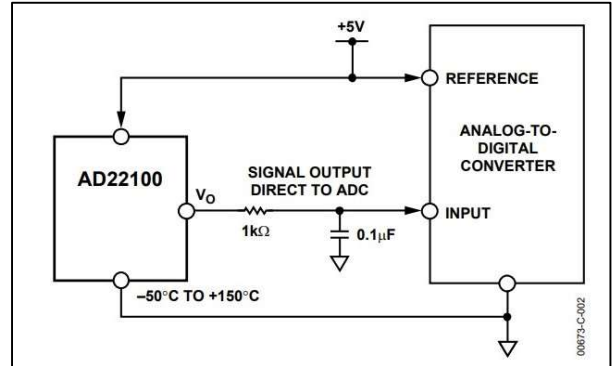 +5V
REFERENCE
ANALOG-TO-
DIGITAL
CONVERTER
AD22100
SIGNAL OUTPUT
DIRECT TO ADC
VO
INPUT
1kΩ
0.1μF
–50°C TO +150°C
00673-C-002